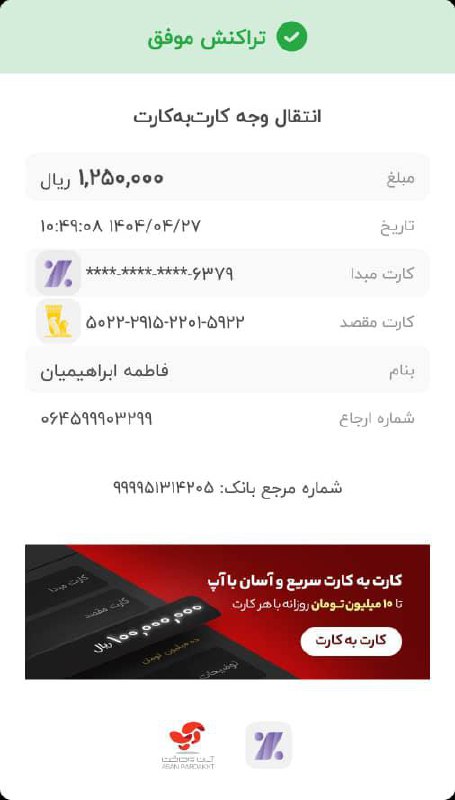 تراکنش موفق
انتقال وجه کارت‌به‌کارت
مبلغ ۱,۲۵۰,۰۰۰ ریال
تاریخ ۱۴۰۴/۰۴/۲۷ ۱۰:۴۹:۰۸
کارت مبدا ****-****-****-۶۳۷۹
کارت مقصد ۵۰۲۲-۲۹۱۵-۲۲۰۱-۵۹۲۲
بنام فاطمه ابراهیمیان
شماره ارجاع ۰۶۴۵۹۹۹۰۳۲۹۹
شماره مرجع بانک: ۹۹۹۹۵۱۳۱۴۲۰۵
کارت به کارت سریع و آسان با آپ
تا ۱۰ میلیون تومان روزانه با هر کارت
کارت به کارت
کارت مبدا
کارت مقصد
۱۰۰,۰۰۰,۰۰۰ ریال
ده میلیون تومان
توضیحات
آسان پرداخت
ASAN PARDAKHT